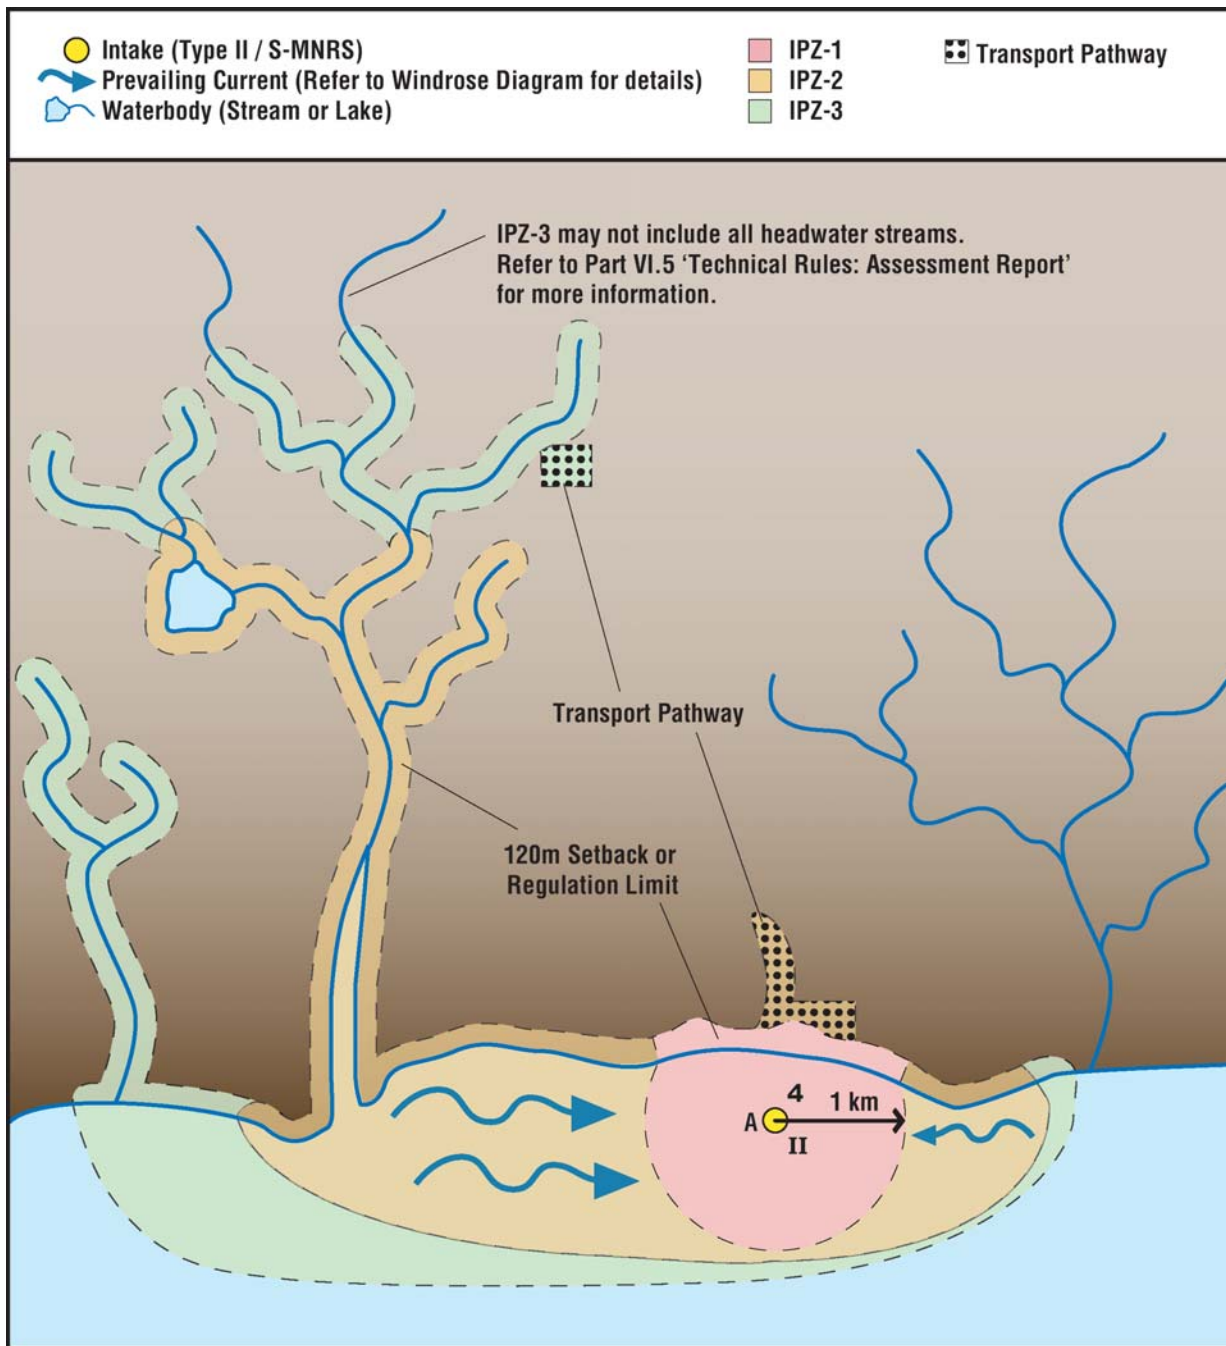 Intake (Type II / S-MNRS)
Prevailing Current (Refer to Windrose Diagram for details)
Waterbody (Stream or Lake)
IPZ-1
IPZ-2
IPZ-3
Transport Pathway
IPZ-3 may not include all headwater streams.
Refer to Part VI.5 ‘Technical Rules: Assessment Report’
for more information.
Transport Pathway
120m Setback or
Regulation Limit
4
1 km
A
II